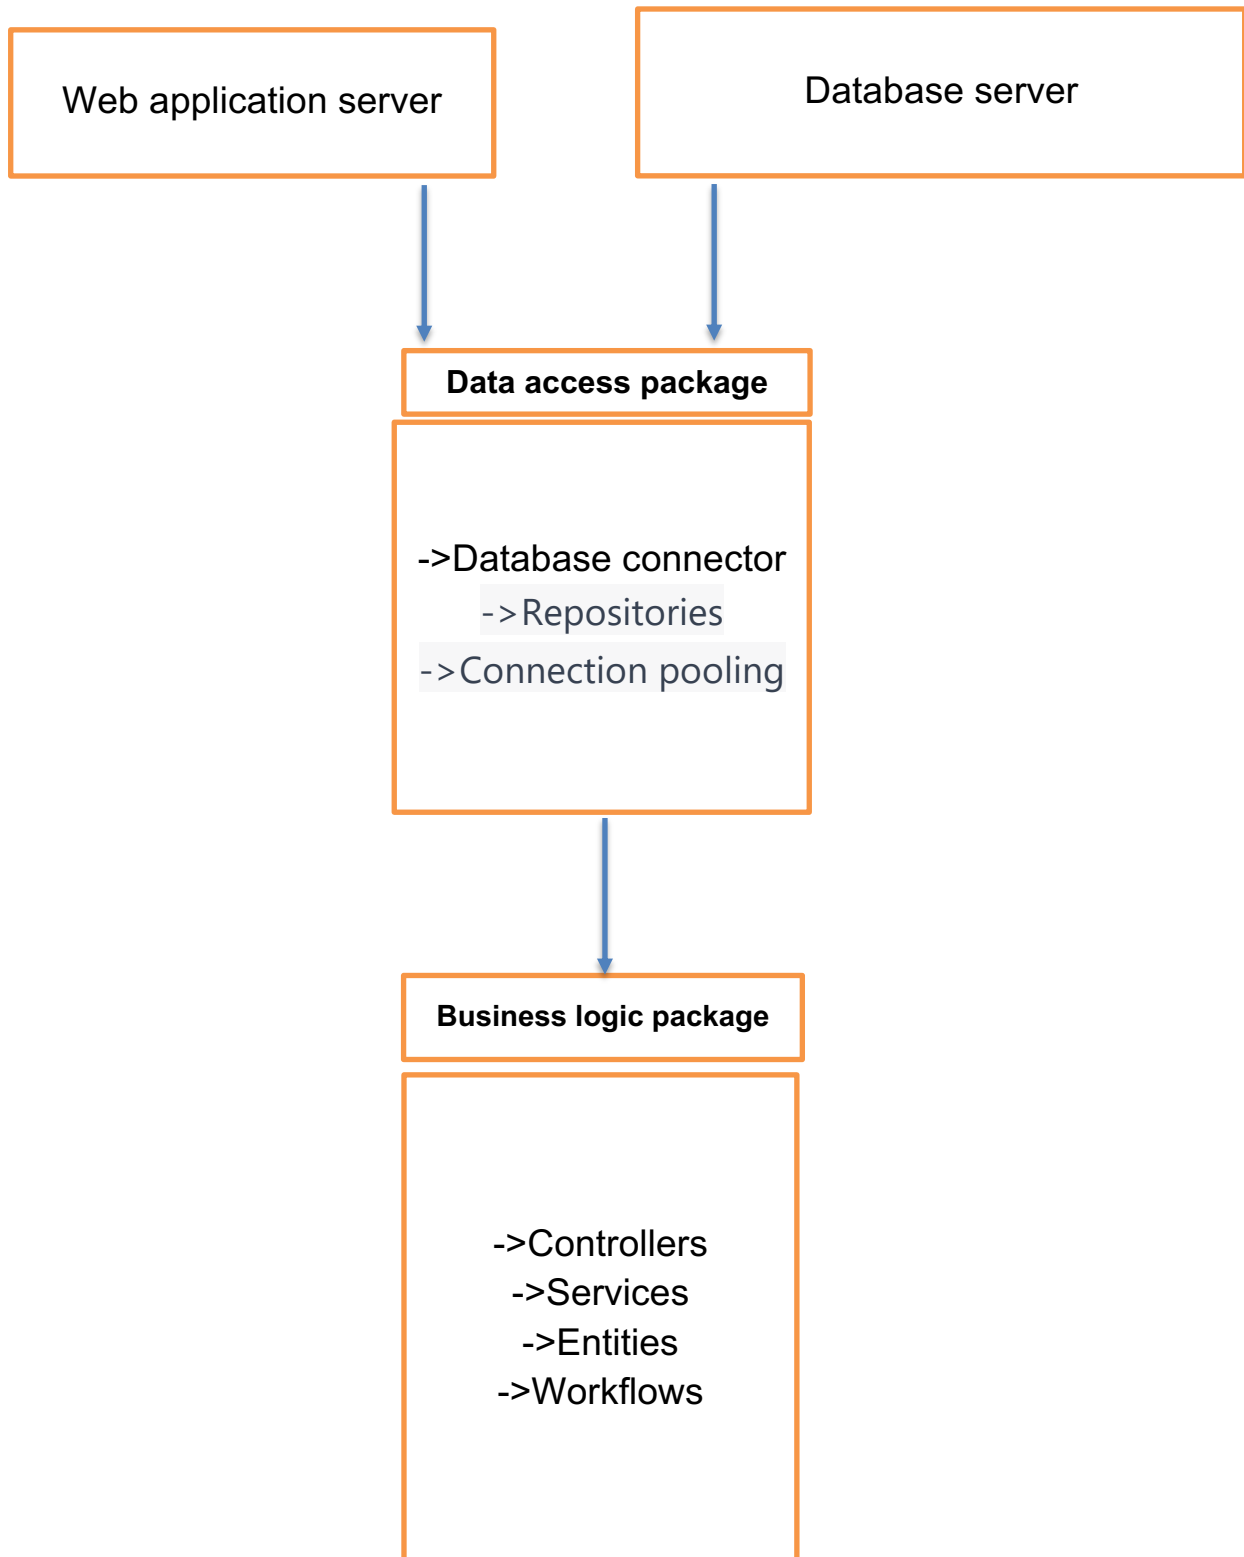 Web application server
Database server
Data access package
->Database connector
->Repositories
->Connection pooling
Business logic package
->Controllers
->Services
->Entities
->Workflows